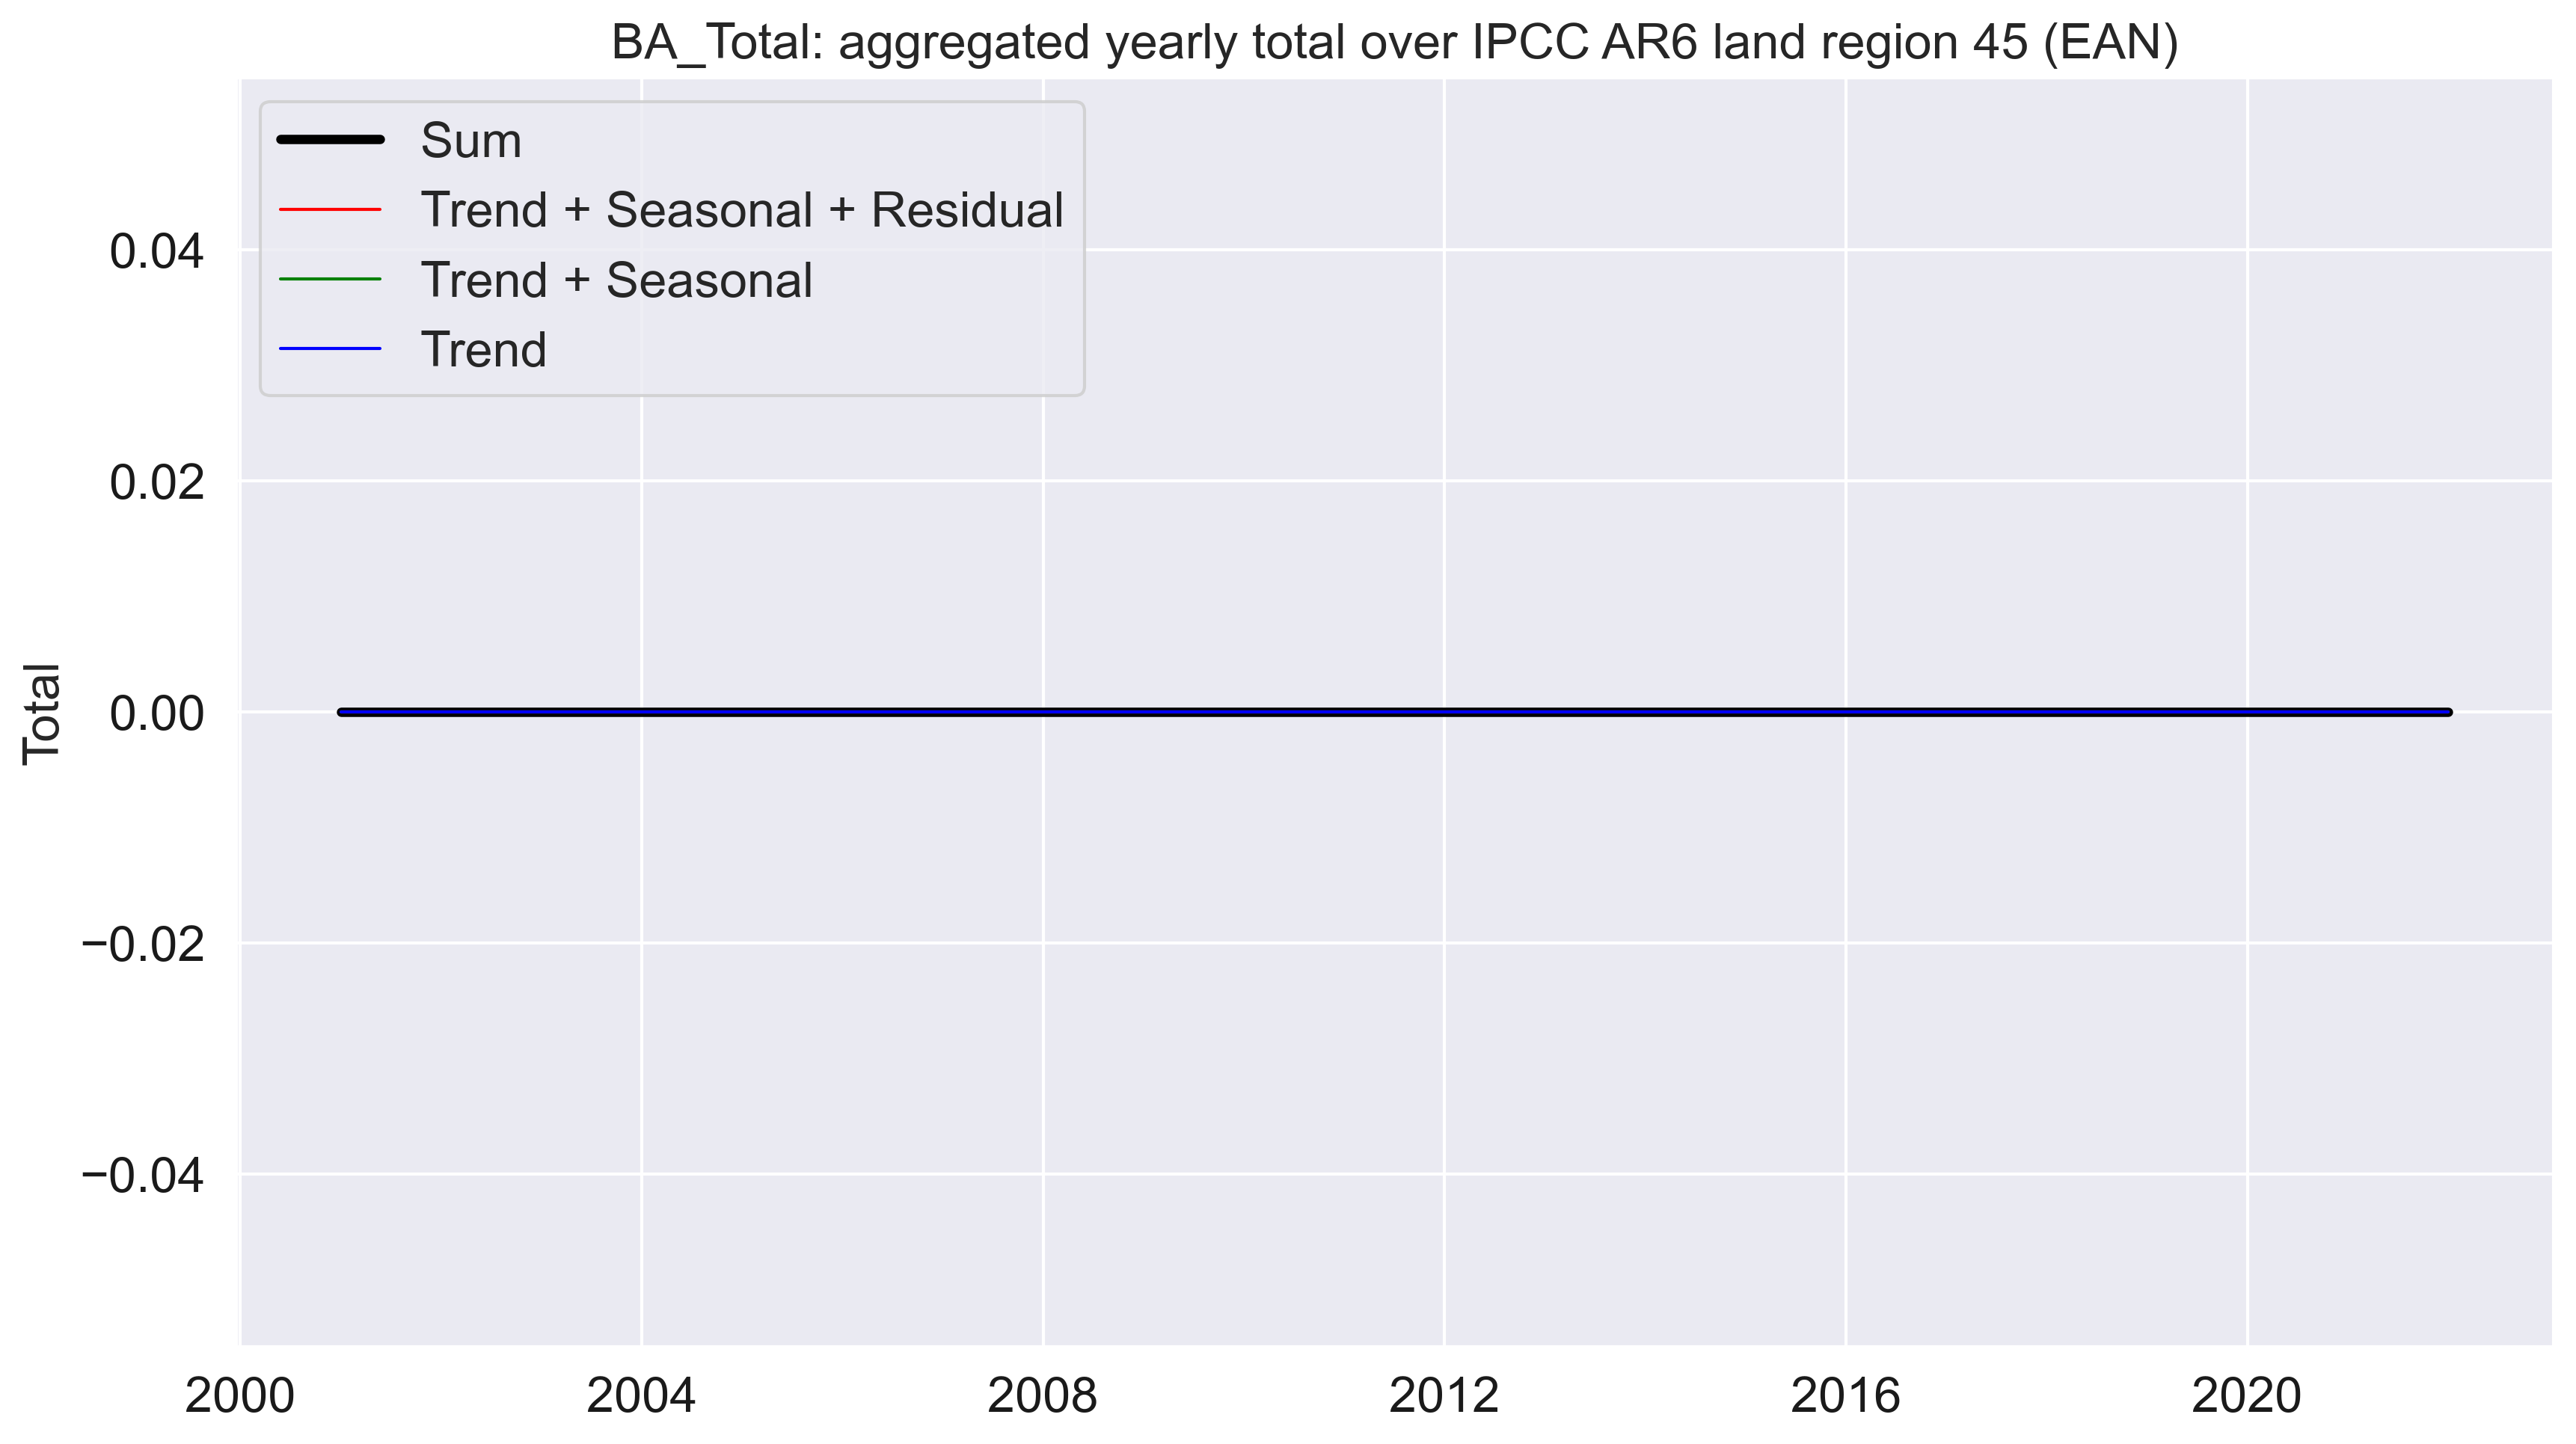 BA_Total: aggregated yearly total over IPCC AR6 land region 45 (EAN)
Sum
Trend + Seasonal + Residual
Trend + Seasonal
Trend
0.04
0.02
0.00
−0.02
−0.04
Total
2000 2004 2008 2012 2016 2020